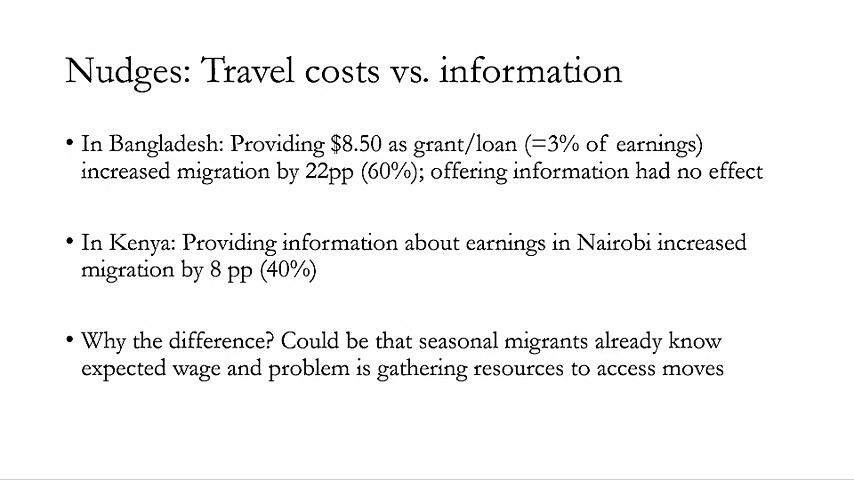 Nudges: Travel costs vs. information
• In Bangladesh: Providing $8.50 as grant/loan (=3% of earnings)
increased migration by 22pp (60%); offering information had no effect
• In Kenya: Providing information about earnings in Nairobi increased
migration by 8 pp (40%)
• Why the difference? Could be that seasonal migrants already know
expected wage and problem is gathering resources to access moves